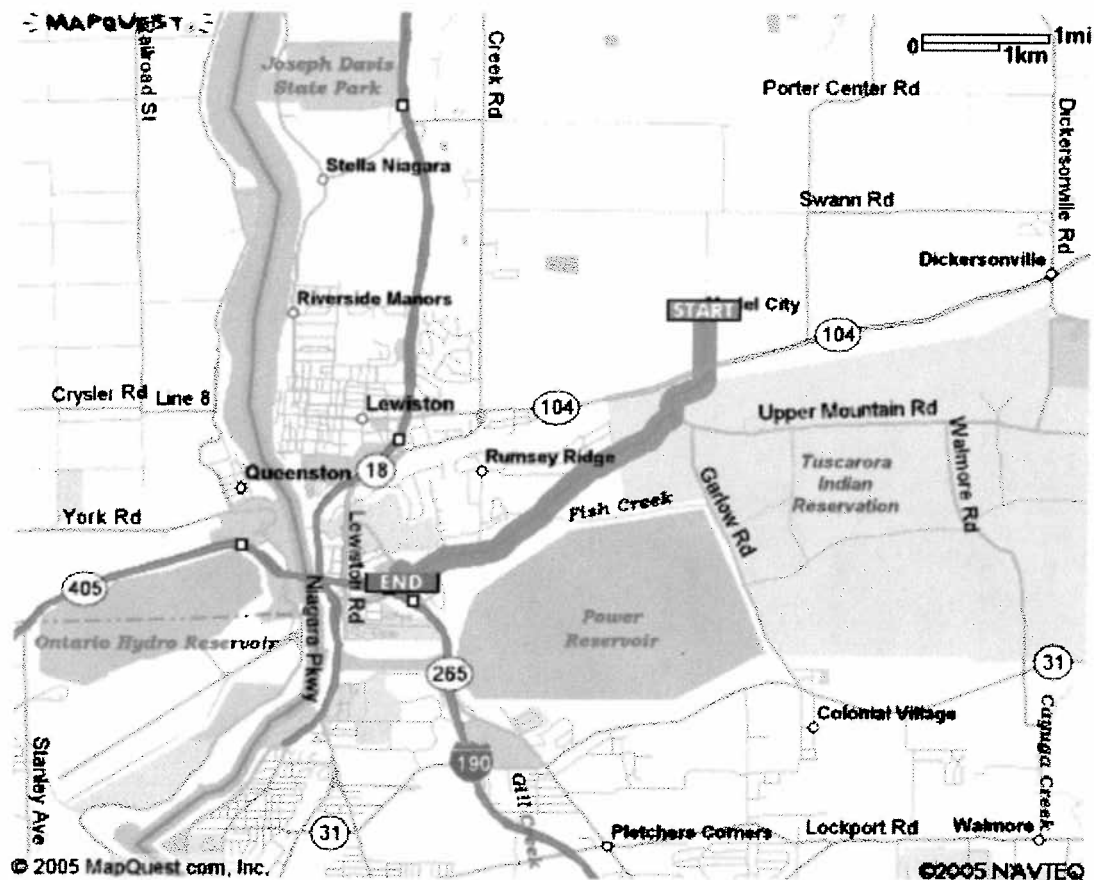 MAPQUEST
0 1mi
1km
Railroad St
Joseph Davis
State Park
Creek Rd
Porter Center Rd
Dickersonville Rd
Stella Niagara
Swann Rd
Dickersonville
Riverside Manors
START
del City
104
Crysler Rd Line 8
Lewiston
104
Upper Mountain Rd
Walmore Rd
Queenston
18
Rumsey Ridge
Tuscarora
Indian
Reservation
Garlow Rd
Fish Creek
York Rd
Lewiston Rd
405
END
Niagara Pkwy
Power
Reservoir
Ontario Hydro Reservoir
265
31
Colonial Village
Cayuga Creek
Stanley Ave
190
Gill Creek
31
Pletchers Corners
Lockport Rd
Walmore
© 2005 MapQuest com, Inc.
©2005 NAVTEQ